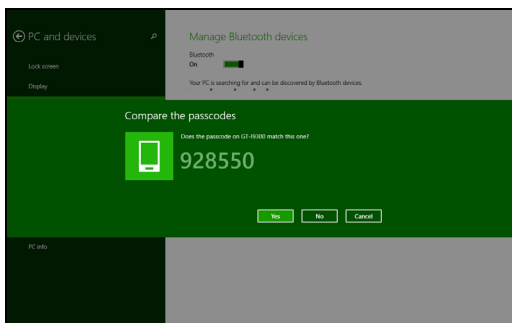 PC and devices
Lock screen
Display
PC info
Manage Bluetooth devices
Bluetooth
On
Your PC is searching for and can be discovered by Bluetooth devices.
Compare the passcodes
Does the passcode on GT-I9300 match this one?
928550
Yes No Cancel